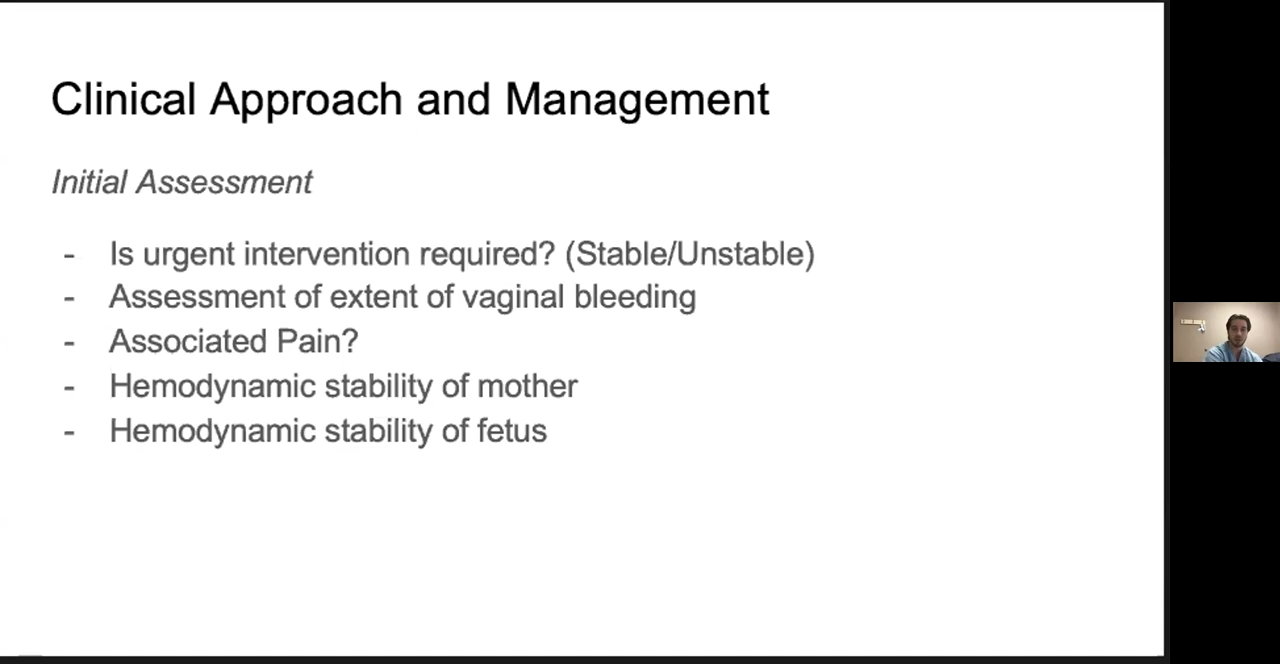 Clinical Approach and Management
Initial Assessment
- Is urgent intervention required? (Stable/Unstable)
- Assessment of extent of vaginal bleeding
- Associated Pain?
- Hemodynamic stability of mother
- Hemodynamic stability of fetus